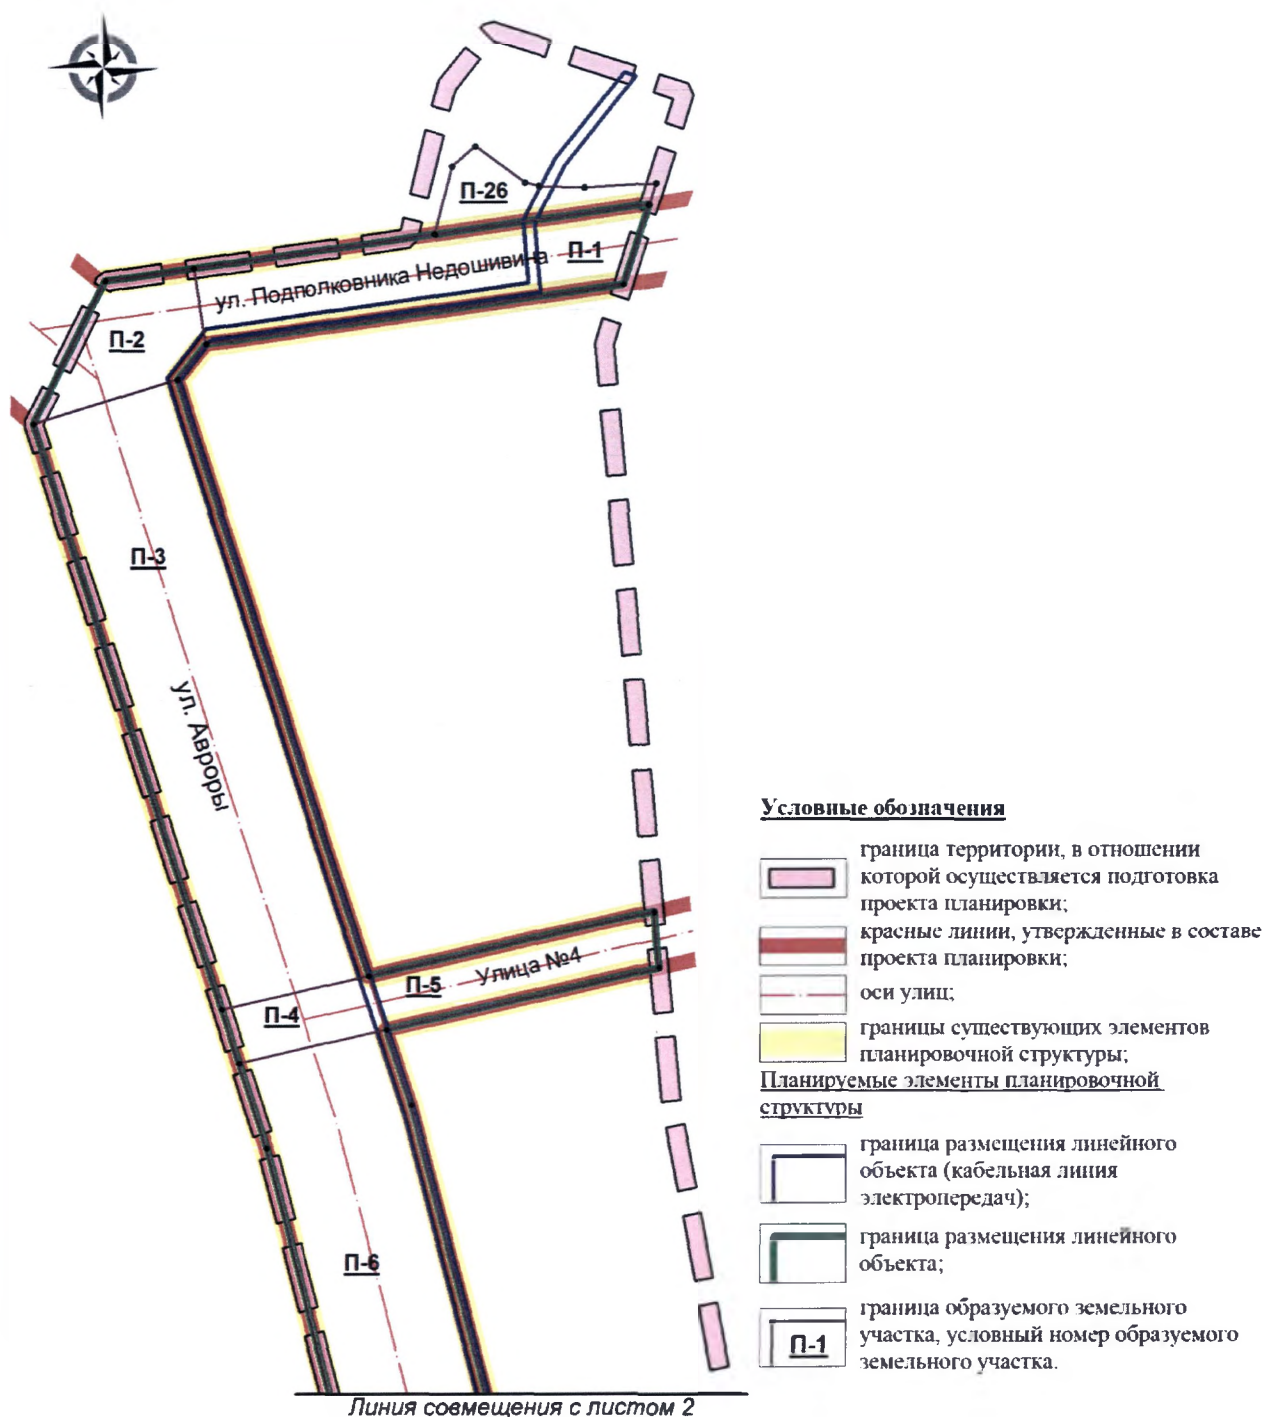 П-26
П-1
ул. Подполковника Недошивина
П-2
П-3
ул. Авроры
Улица №4
П-5
П-4
П-6
Линия совмещения с листом 2
Условные обозначения
граница территории, в отношении
которой осуществляется подготовка
проекта планировки;
красные линии, утвержденные в составе
проекта планировки;
оси улиц;
границы существующих элементов
планировочной структуры;
Планируемые элементы планировочной
структуры
граница размещения линейного
объекта (кабельная линия
электропередач);
граница размещения линейного
объекта;
П-1
граница образуемого земельного
участка, условный номер образуемого
земельного участка.